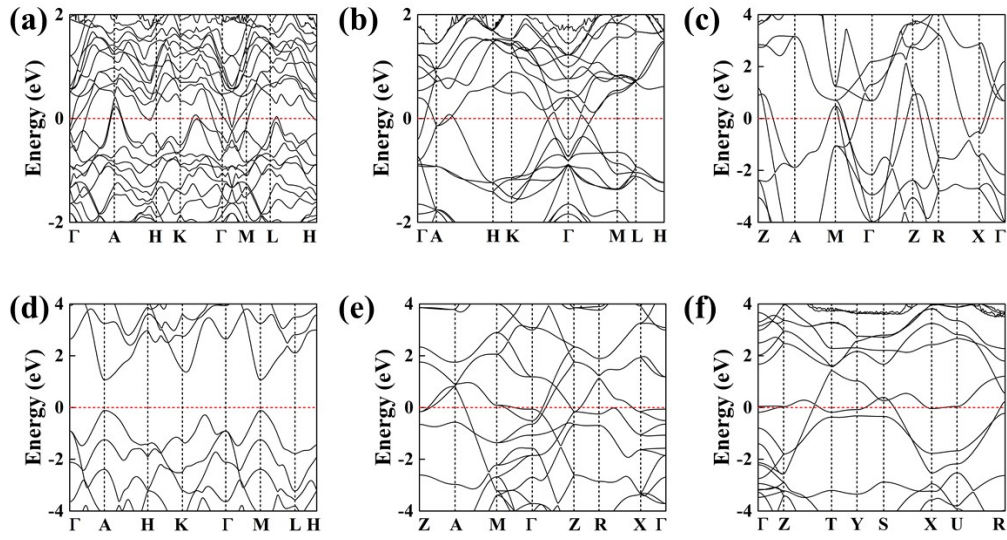 (a)
Energy (eV)
2
0
-2
Γ A H K Γ M L H
(b)
Energy (eV)
2
0
-2
Γ A H K Γ M L H
(c)
Energy (eV)
4
2
0
-2
-4
Z A M Γ Z R X Γ
(d)
Energy (eV)
4
2
0
-2
-4
Γ A H K Γ M L H
(e)
Energy (eV)
4
2
0
-2
-4
Z A M Γ Z R X Γ
(f)
Energy (eV)
4
2
0
-2
-4
Γ Z T Y S X U R